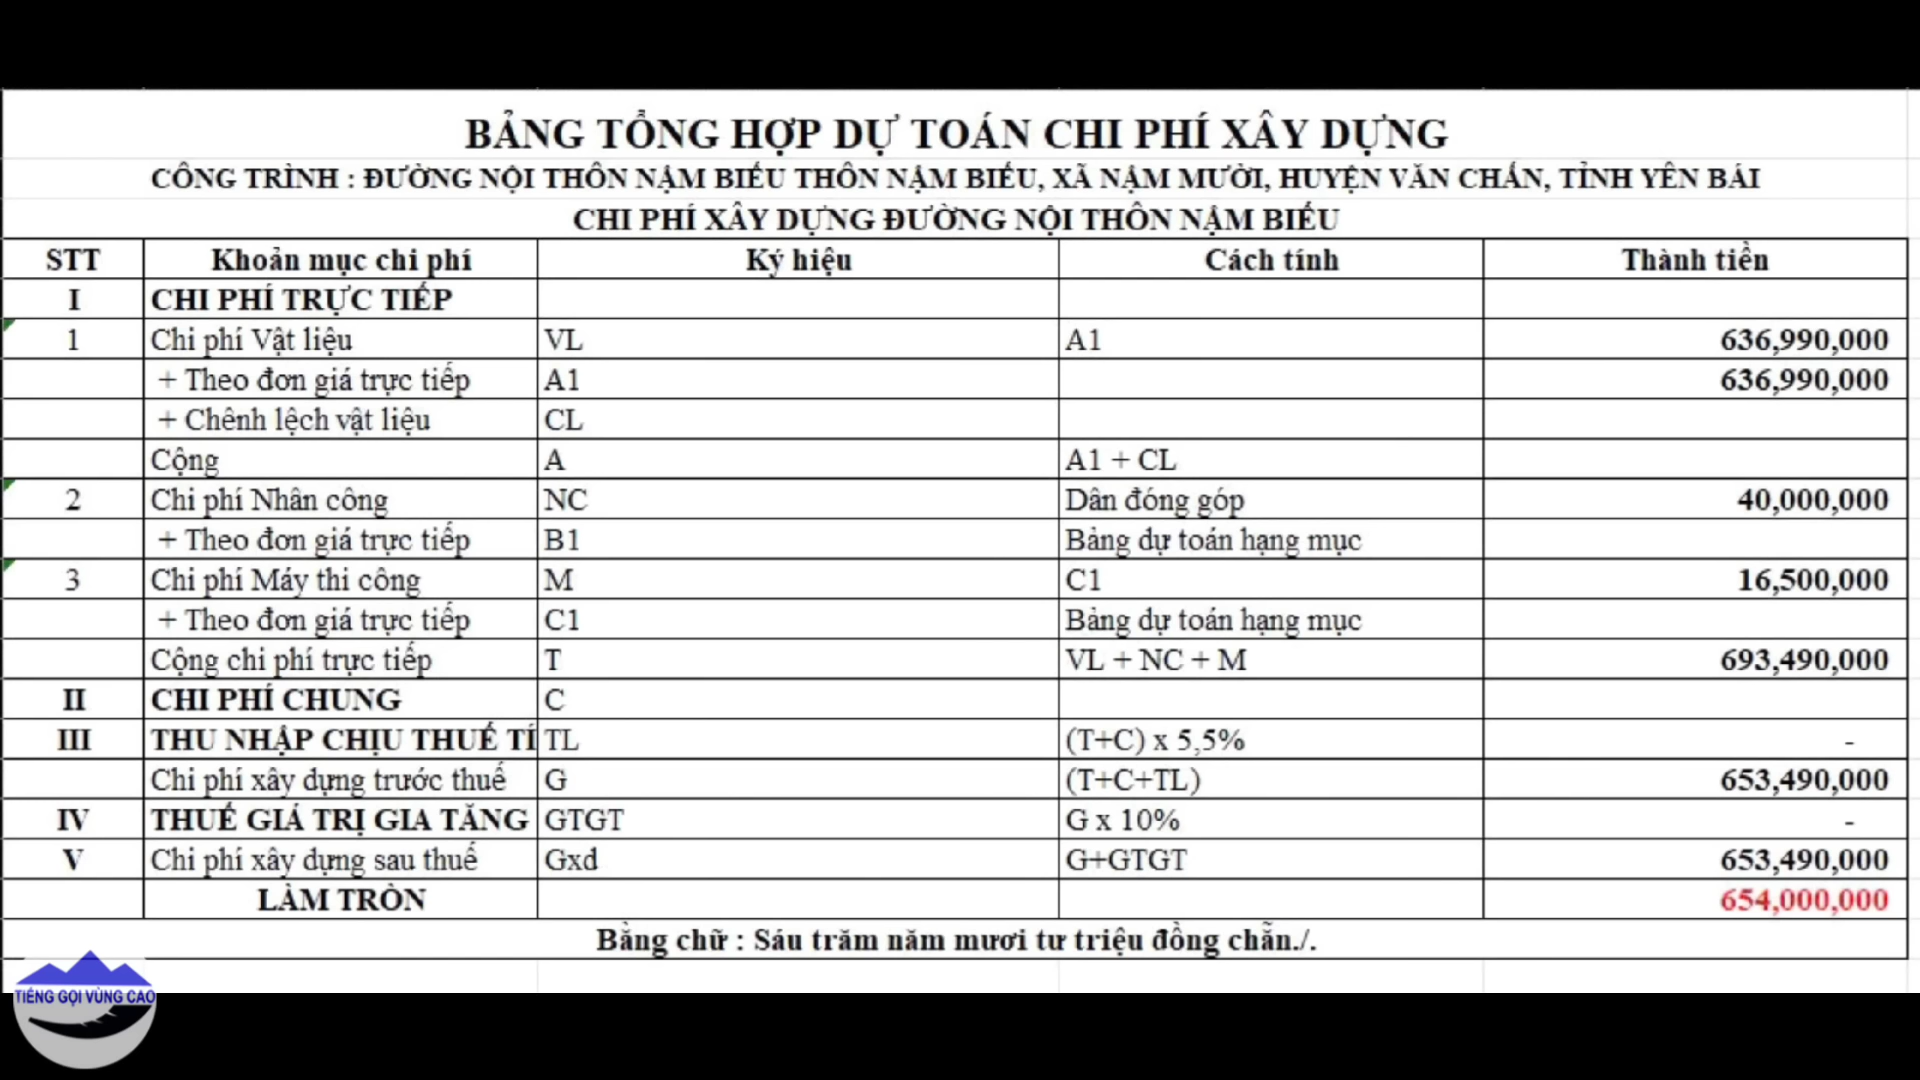 BẢNG TỔNG HỢP DỰ TOÁN CHI PHÍ XÂY DỰNG
CÔNG TRÌNH : ĐƯỜNG NỘI THÔN NẬM BIẾU THÔN NẬM BIẾU, XÃ NẬM MƯỜI, HUYỆN VĂN CHẤN, TỈNH YÊN BÁI
CHI PHÍ XÂY DỰNG ĐƯỜNG NỘI THÔN NẬM BIẾU
STT Khoản mục chi phí Ký hiệu Cách tính Thành tiền
I CHI PHÍ TRỰC TIẾP
1 Chi phí Vật liệu VL A1 636,990,000
+ Theo đơn giá trực tiếp A1 636,990,000
+ Chênh lệch vật liệu CL
Cộng A A1 + CL
2 Chi phí Nhân công NC Dân đóng góp 40,000,000
+ Theo đơn giá trực tiếp B1 Bảng dự toán hạng mục
3 Chi phí Máy thi công M C1 16,500,000
+ Theo đơn giá trực tiếp C1 Bảng dự toán hạng mục
Cộng chi phí trực tiếp T VL + NC + M 693,490,000
II CHI PHÍ CHUNG C
III THU NHẬP CHỊU THUẾ TÍ TL (T+C) x 5,5% -
Chi phí xây dựng trước thuế G (T+C+TL) 653,490,000
IV THUẾ GIÁ TRỊ GIA TĂNG GTGT G x 10% -
V Chi phí xây dựng sau thuế Gxd G+GTGT 653,490,000
LÀM TRÒN 654,000,000
Bằng chữ : Sáu trăm năm mươi tư triệu đồng chẵn./.
TIẾNG GỌI VÙNG CAO